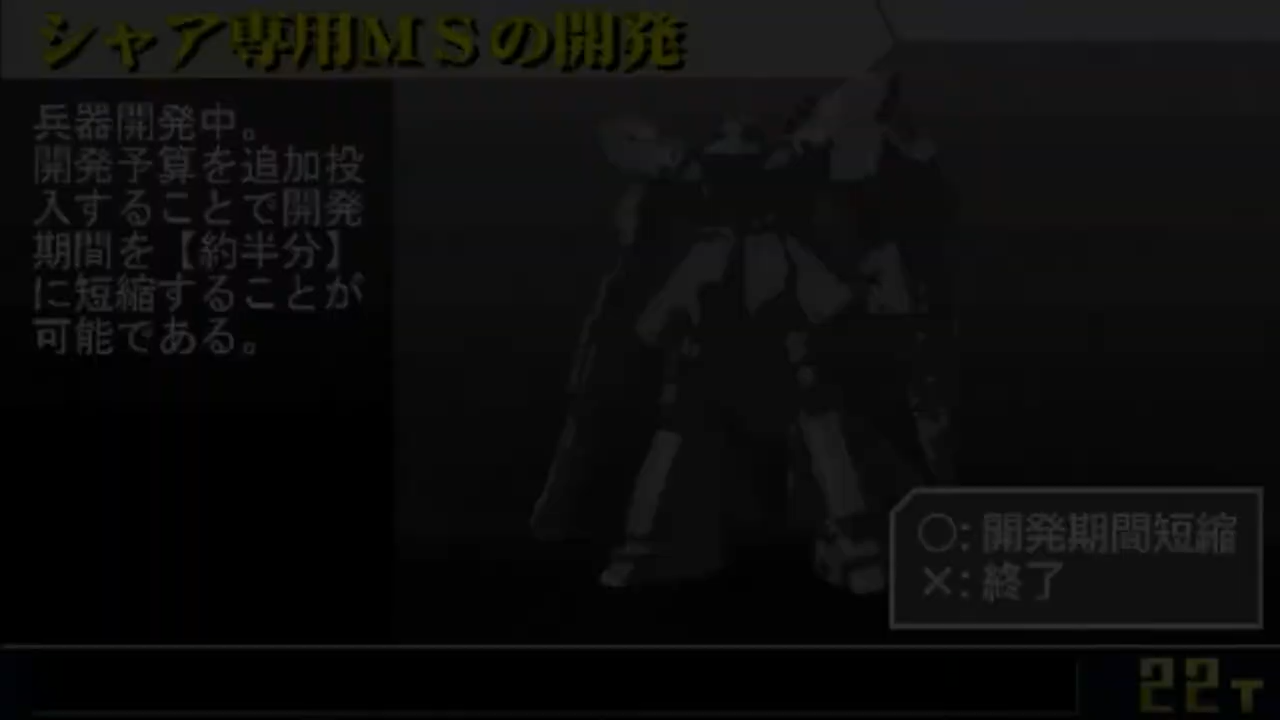 シャア専用ＭＳの開発
兵器開発中。
開発予算を追加投
入することで開発
期間を【約半分】
に短縮することが
可能である。
○：開発期間短縮
×：終了
22T